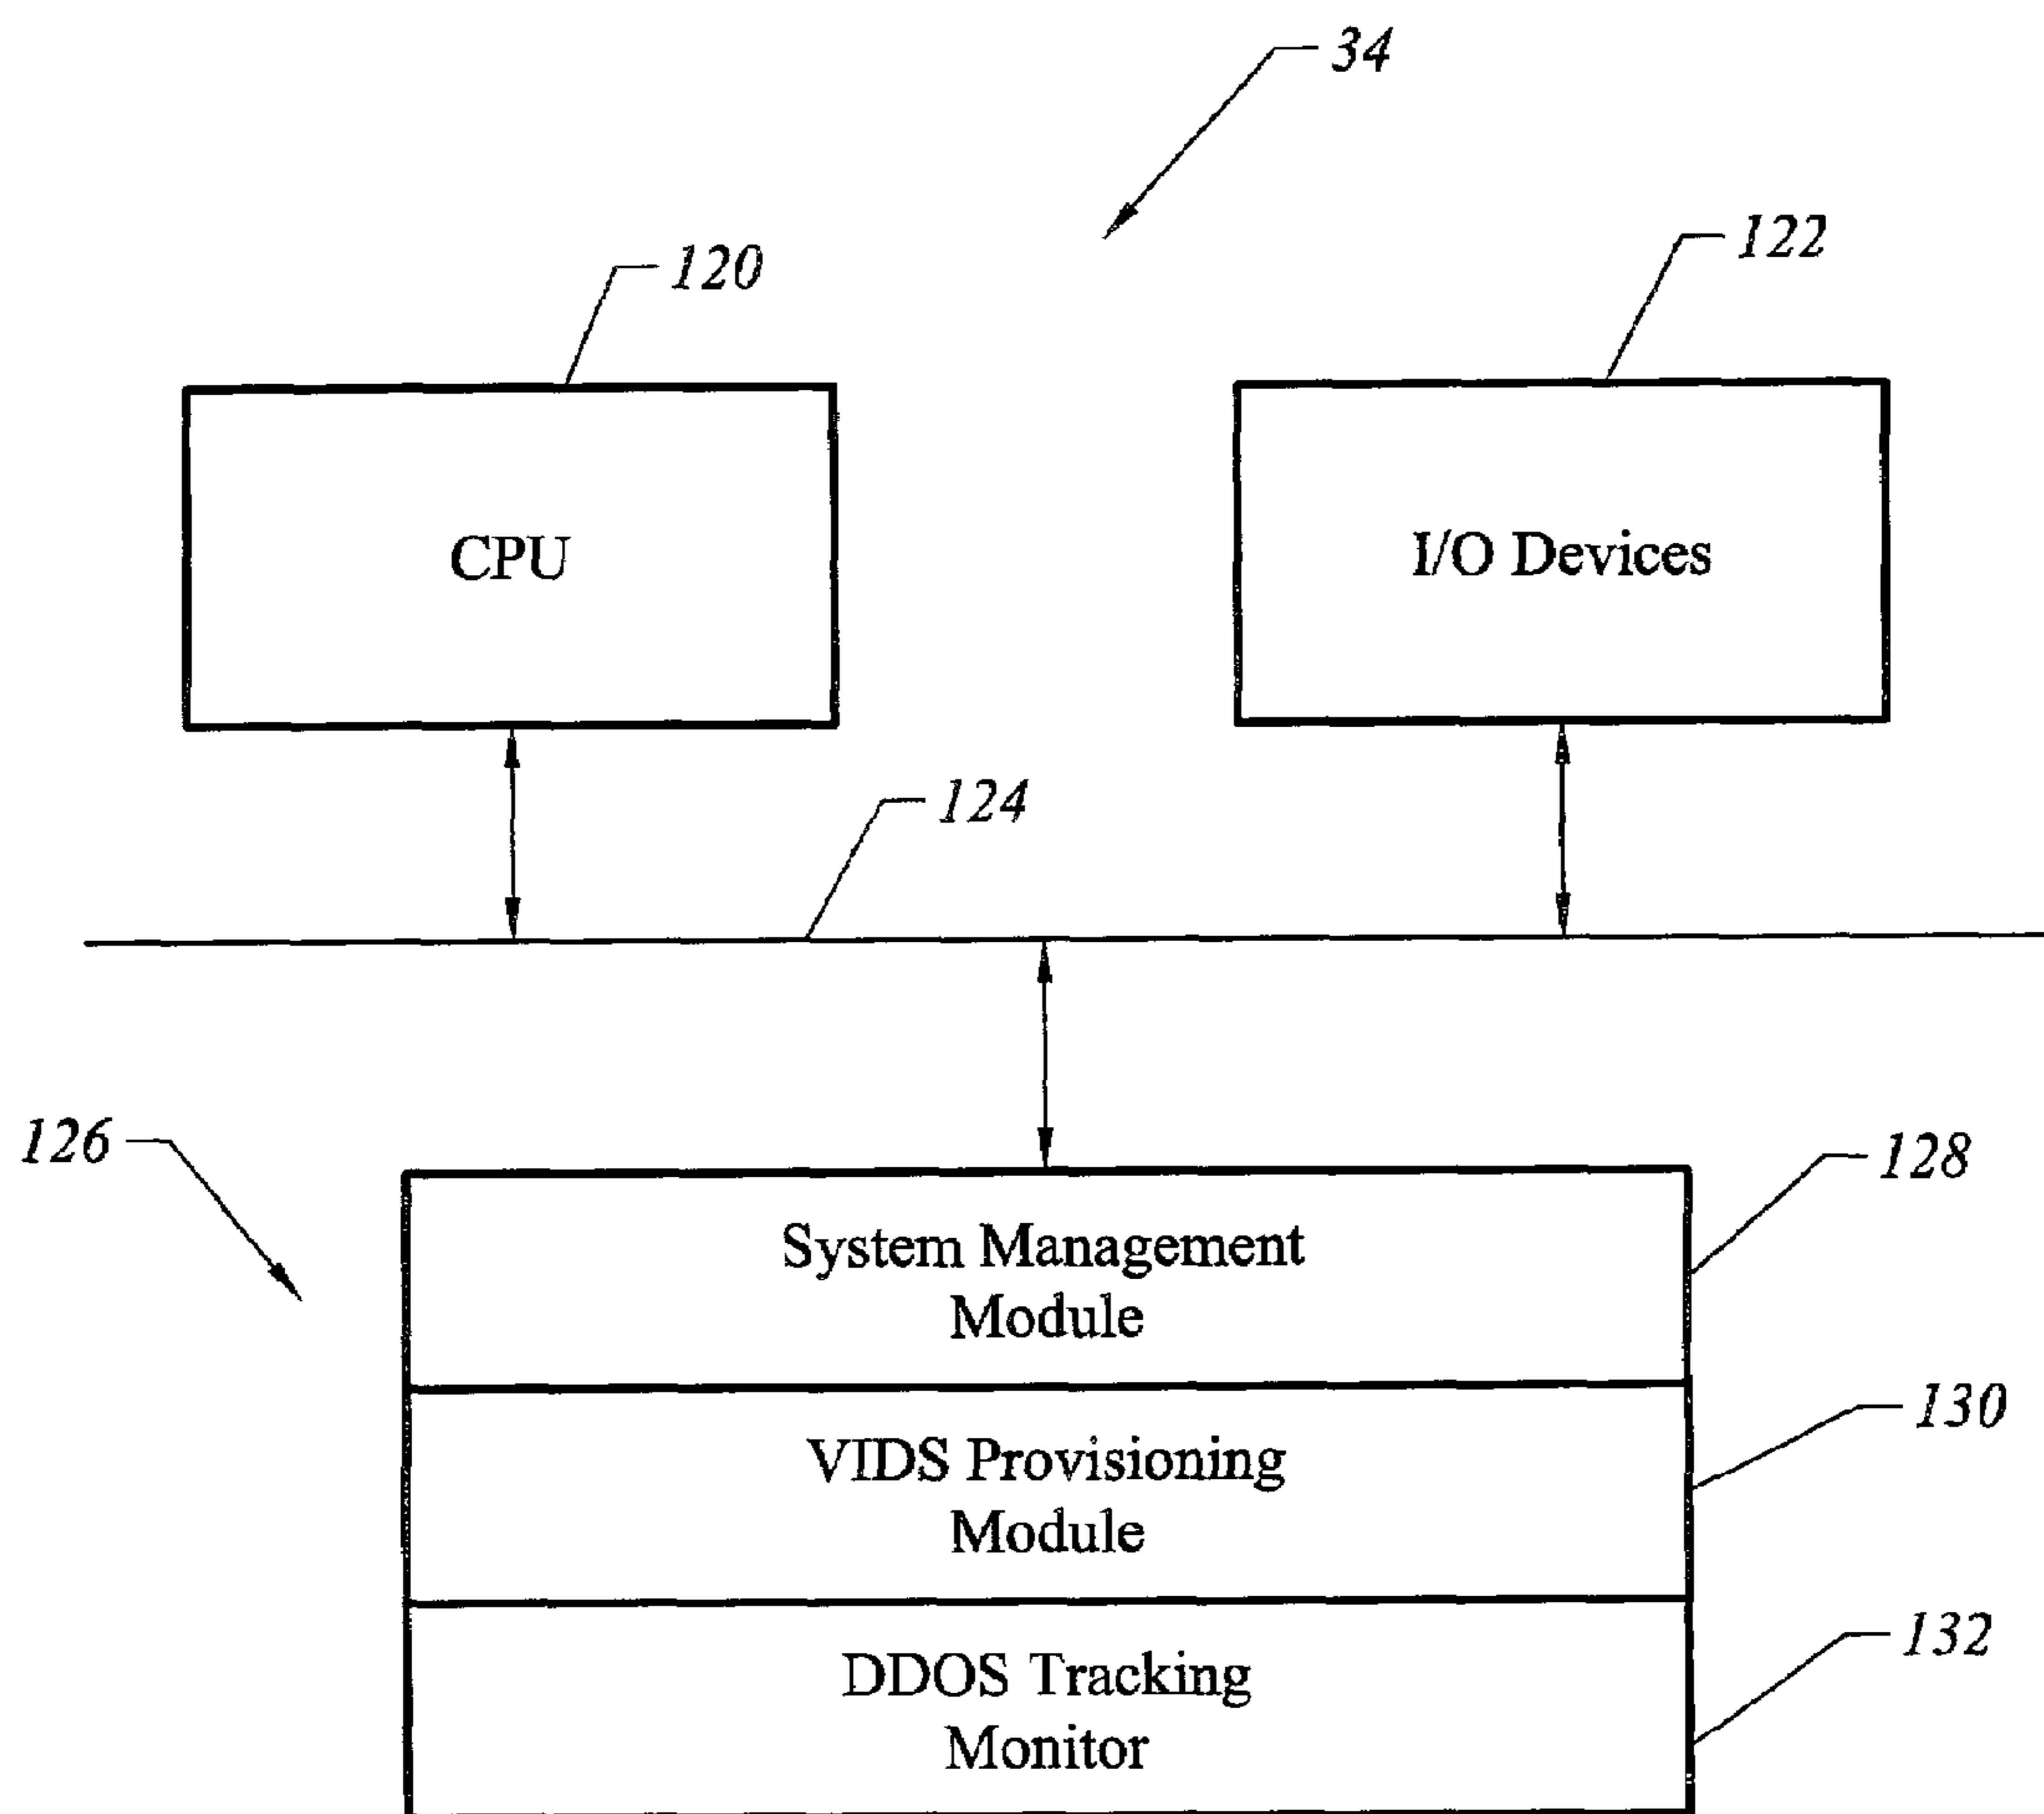 34
120
122
CPU
I/O Devices
124
126
128
System Management
Module
130
VIDS Provisioning
Module
132
DDOS Tracking
Monitor